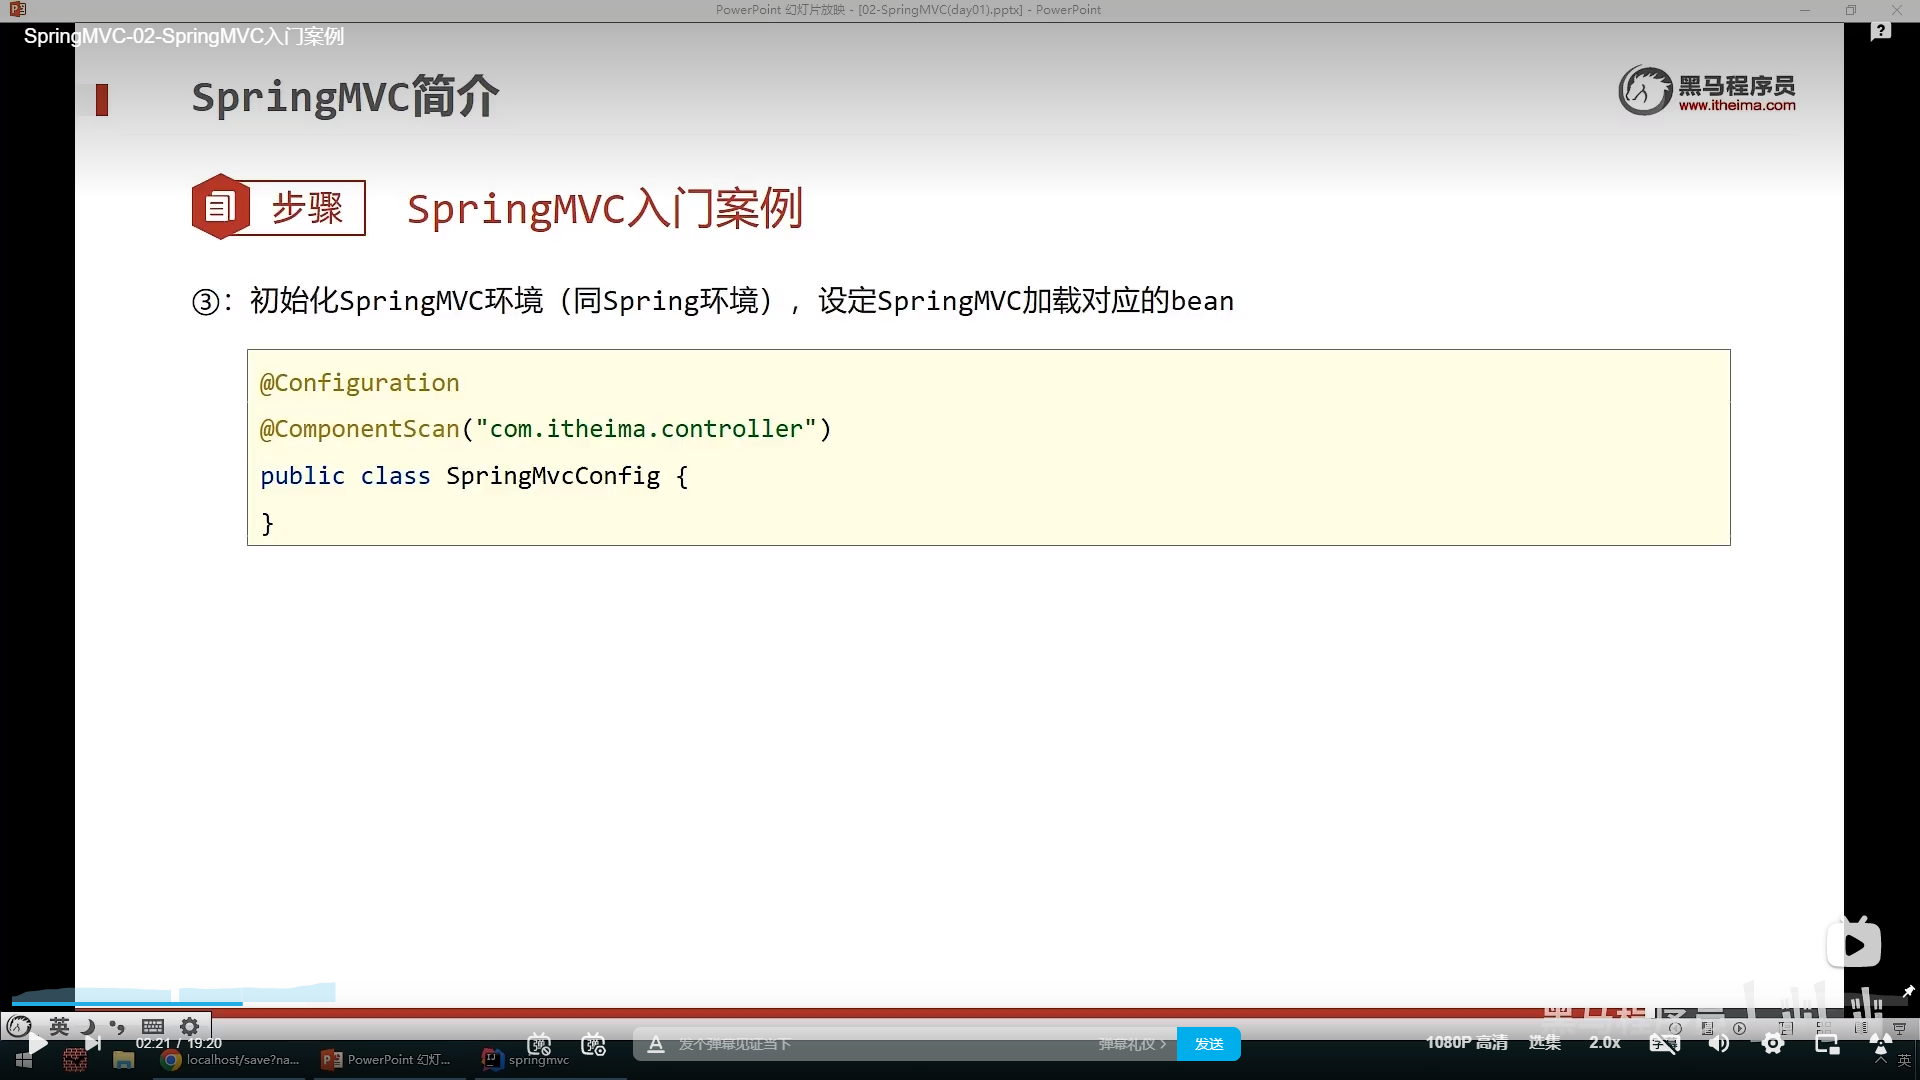 PowerPoint 幻灯片放映 - [02-SpringMVC(day01).pptx] - PowerPoint
SpringMVC-02-SpringMVC入门案例
SpringMVC简介
黑马程序员
www.itheima.com
步骤
SpringMVC入门案例
③：初始化SpringMVC环境（同Spring环境），设定SpringMVC加载对应的bean
@Configuration
@ComponentScan("com.itheima.controller")
public class SpringMvcConfig {
}
英
02:21 / 19:20
发个弹幕见证当下
弹幕礼仪
发送
1080P 高清
选集
2.0x
localhost/save?na...
PowerPoint 幻灯...
springmvc
英